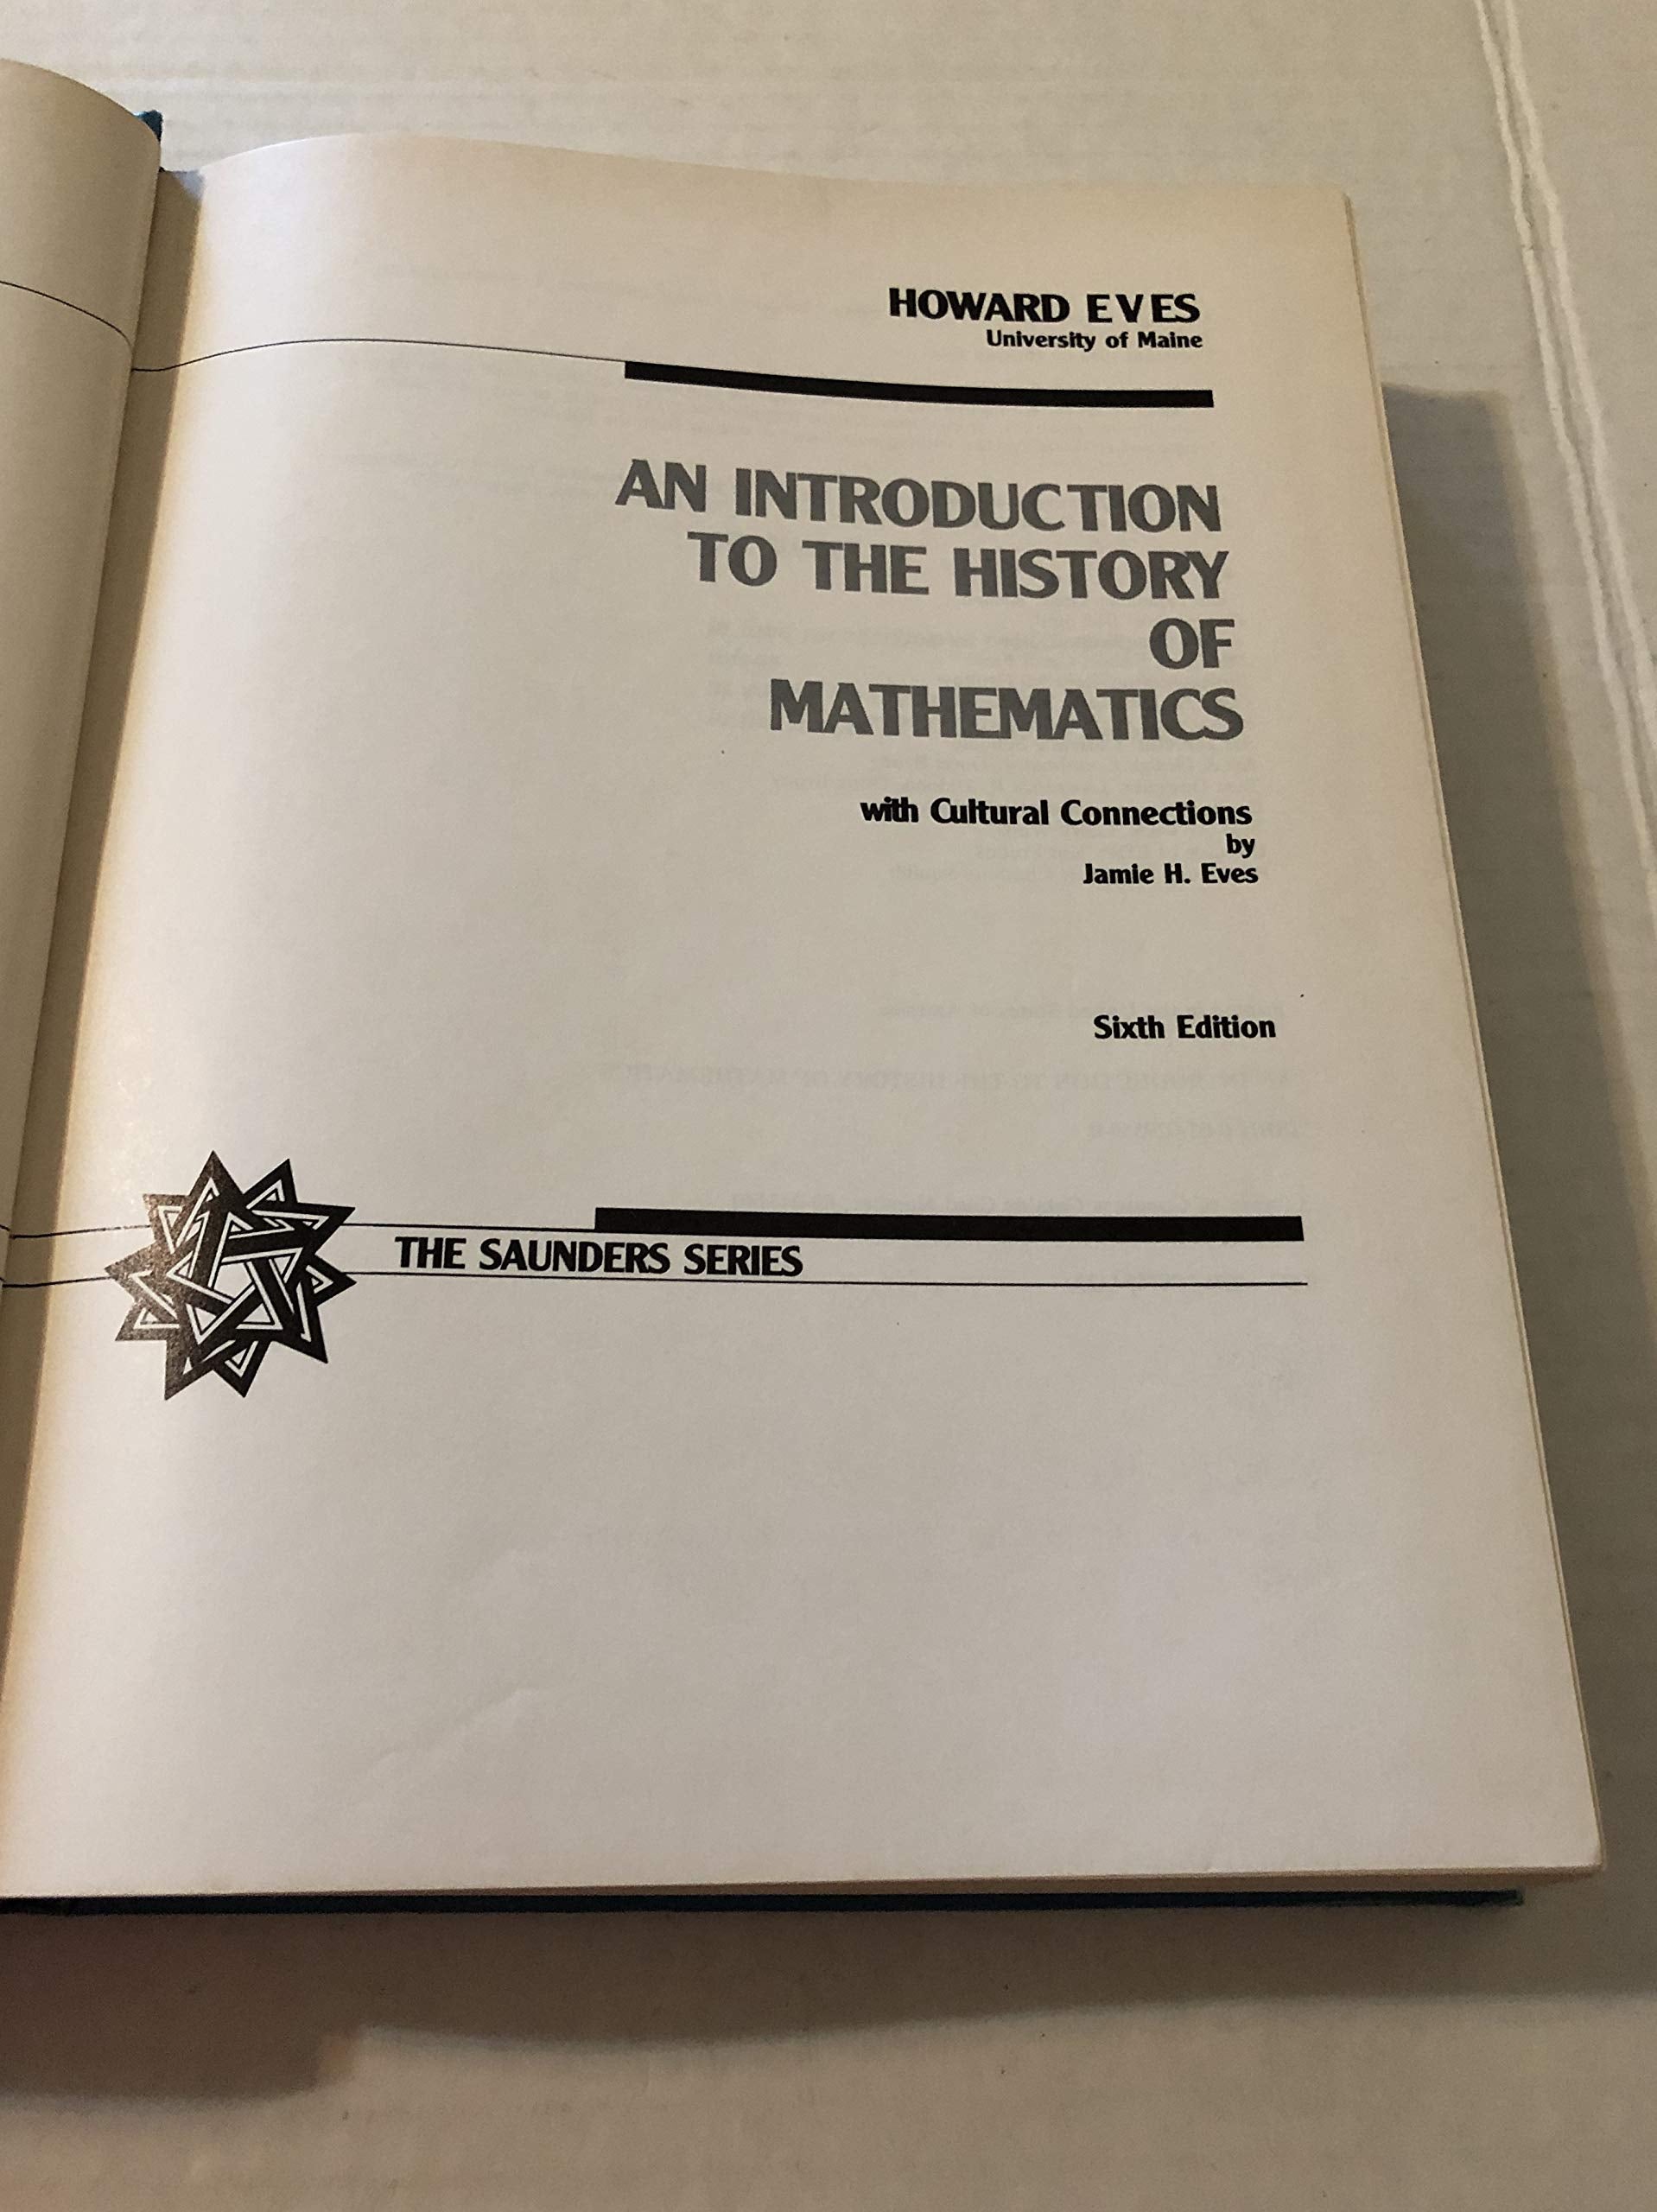 HOWARD EVES
University of Maine
AN INTRODUCTION
TO THE HISTORY
OF
MATHEMATICS
with Cultural Connections
by
Jamie H. Eves
Sixth Edition
THE SAUNDERS SERIES